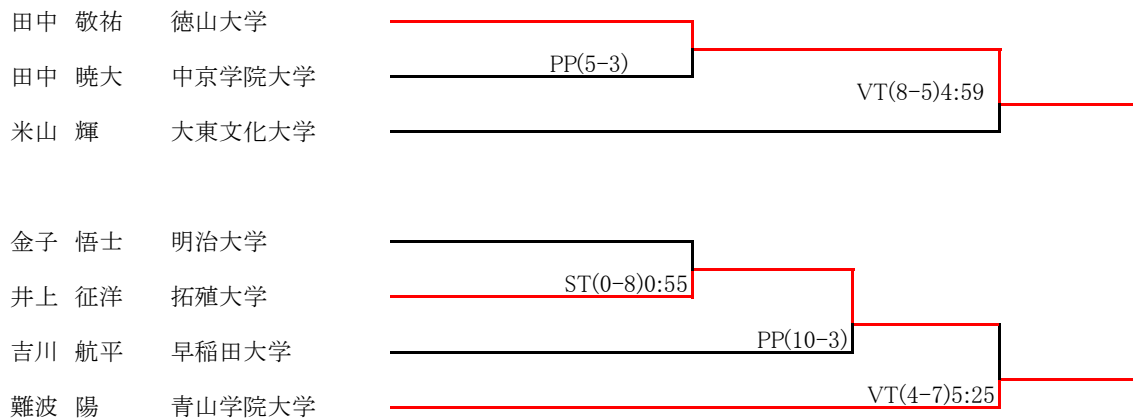 田中 敬祐 徳山大学
PP(5-3)
田中 暁大 中京学院大学
VT(8-5)4:59
米山 輝 大東文化大学
金子 悟士 明治大学
ST(0-8)0:55
井上 征洋 拓殖大学
PP(10-3)
吉川 航平 早稲田大学
VT(4-7)5:25
難波 陽 青山学院大学